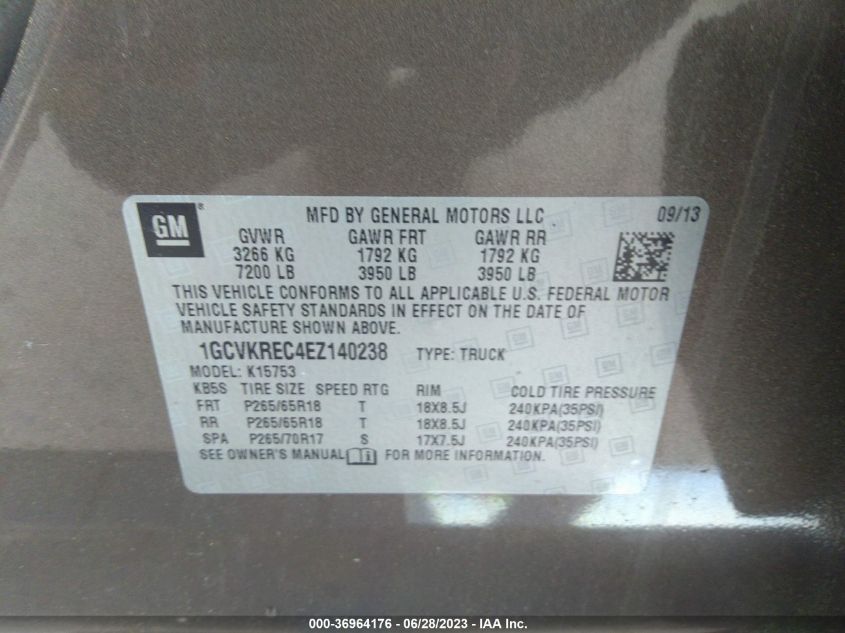 GM ®
MFD BY GENERAL MOTORS LLC 09/13
GVWR GAWR FRT GAWR RR
3266 KG 1792 KG 1792 KG
7200 LB 3950 LB 3950 LB
THIS VEHICLE CONFORMS TO ALL APPLICABLE U.S. FEDERAL MOTOR
VEHICLE SAFETY STANDARDS IN EFFECT ON THE DATE OF
MANUFACTURE SHOWN ABOVE.
1GCVKREC4EZ140238 TYPE: TRUCK
MODEL: K15753
KB5S TIRE SIZE SPEED RTG RIM COLD TIRE PRESSURE
FRT P265/65R18 T 18X8.5J 240KPA(35PSI)
RR P265/65R18 T 18X8.5J 240KPA(35PSI)
SPA P265/70R17 S 17X7.5J 240KPA(35PSI)
SEE OWNER'S MANUAL FOR MORE INFORMATION.
000-36964176 - 06/28/2023 - IAA Inc.